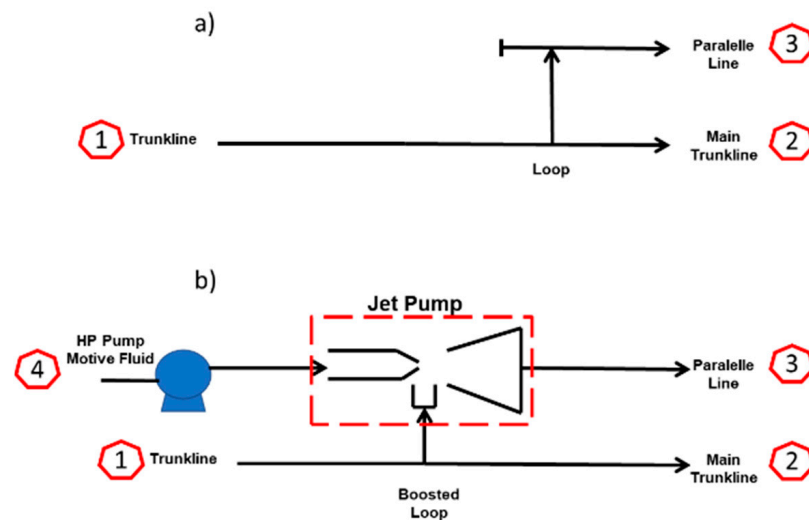 a)
3
Paralelle
Line
1
Trunkline
Main
Trunkline
2
Loop
b)
Jet Pump
HP Pump
Motive Fluid
4
Paralelle
Line
3
1
Trunkline
Main
Trunkline
2
Boosted
Loop